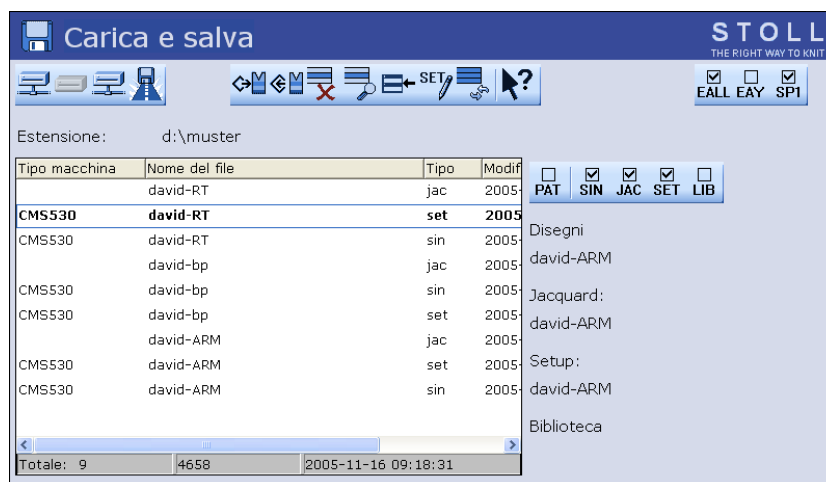 Carica e salva
STOLL
THE RIGHT WAY TO KNIT
SET
?
EALL EAY SP1
Estensione: d:\muster
Tipo macchina Nome del file Tipo Modif
david-RT jac 2005-
CMS530 david-RT set 2005
CMS530 david-RT sin 2005-
david-bp jac 2005-
CMS530 david-bp sin 2005-
CMS530 david-bp set 2005-
david-ARM jac 2005-
CMS530 david-ARM set 2005-
CMS530 david-ARM sin 2005-
Totale: 9 4658 2005-11-16 09:18:31
PAT SIN JAC SET LIB
Disegni
david-ARM
Jacquard:
david-ARM
Setup:
david-ARM
Biblioteca